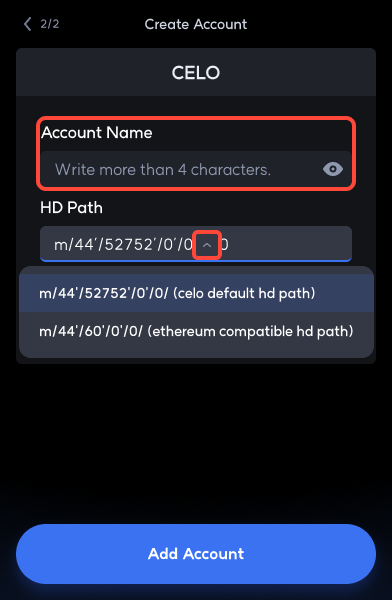 2/2 Create Account
CELO
Account Name
Write more than 4 characters.
HD Path
m/44'/52752'/0'/0 0
m/44'/52752'/0'/0/ (celo default hd path)
m/44'/60'/0'/0/ (ethereum compatible hd path)
Add Account